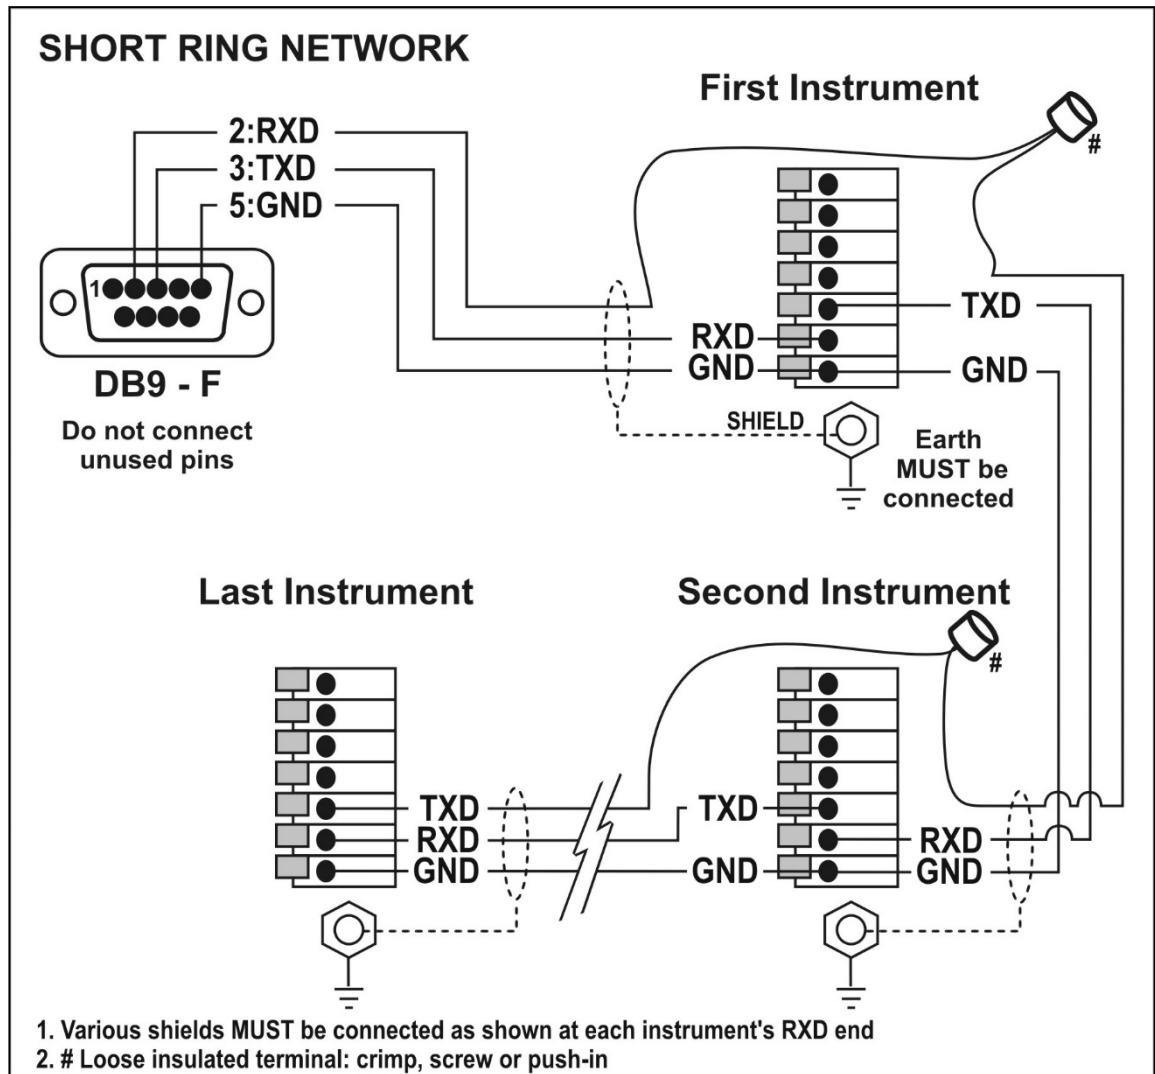 SHORT RING NETWORK
First Instrument
2:RXD
3:TXD
5:GND
#
1
TXD
RXD
GND
GND
DB9 - F
Do not connect
unused pins
SHIELD
Earth
MUST be
connected
Last Instrument
Second Instrument
#
TXD
RXD
GND
TXD
GND
RXD
GND
1. Various shields MUST be connected as shown at each instrument's RXD end
2. # Loose insulated terminal: crimp, screw or push-in